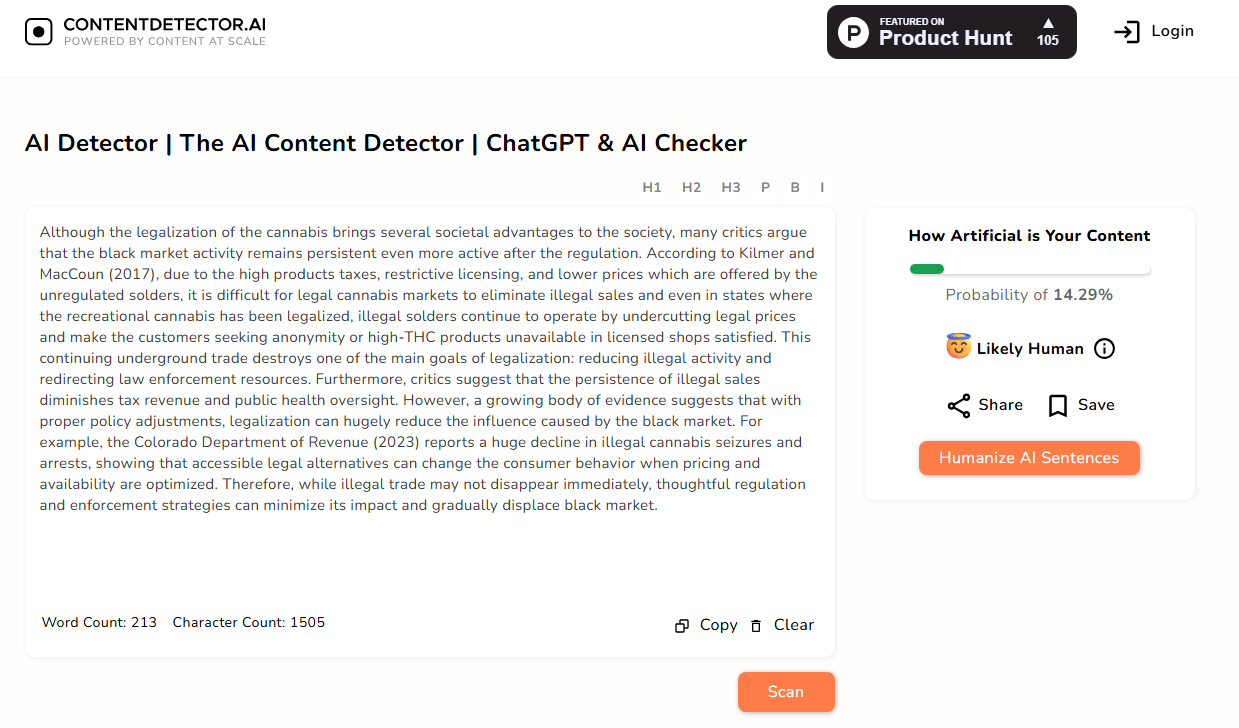 CONTENTDETECTOR.AI
POWERED BY CONTENT AT SCALE
FEATURED ON
Product Hunt
105
Login
AI Detector | The AI Content Detector | ChatGPT & AI Checker
H1 H2 H3 P B I
Although the legalization of the cannabis brings several societal advantages to the society, many critics argue
that the black market activity remains persistent even more active after the regulation. According to Kilmer and
MacCoun (2017), due to the high products taxes, restrictive licensing, and lower prices which are offered by the
unregulated solders, it is difficult for legal cannabis markets to eliminate illegal sales and even in states where
the recreational cannabis has been legalized, illegal solders continue to operate by undercutting legal prices
and make the customers seeking anonymity or high-THC products unavailable in licensed shops satisfied. This
continuing underground trade destroys one of the main goals of legalization: reducing illegal activity and
redirecting law enforcement resources. Furthermore, critics suggest that the persistence of illegal sales
diminishes tax revenue and public health oversight. However, a growing body of evidence suggests that with
proper policy adjustments, legalization can hugely reduce the influence caused by the black market. For
example, the Colorado Department of Revenue (2023) reports a huge decline in illegal cannabis seizures and
arrests, showing that accessible legal alternatives can change the consumer behavior when pricing and
availability are optimized. Therefore, while illegal trade may not disappear immediately, thoughtful regulation
and enforcement strategies can minimize its impact and gradually displace black market.
Word Count: 213 Character Count: 1505
Copy Clear
Scan
How Artificial is Your Content
Probability of 14.29%
Likely Human
Share Save
Humanize AI Sentences